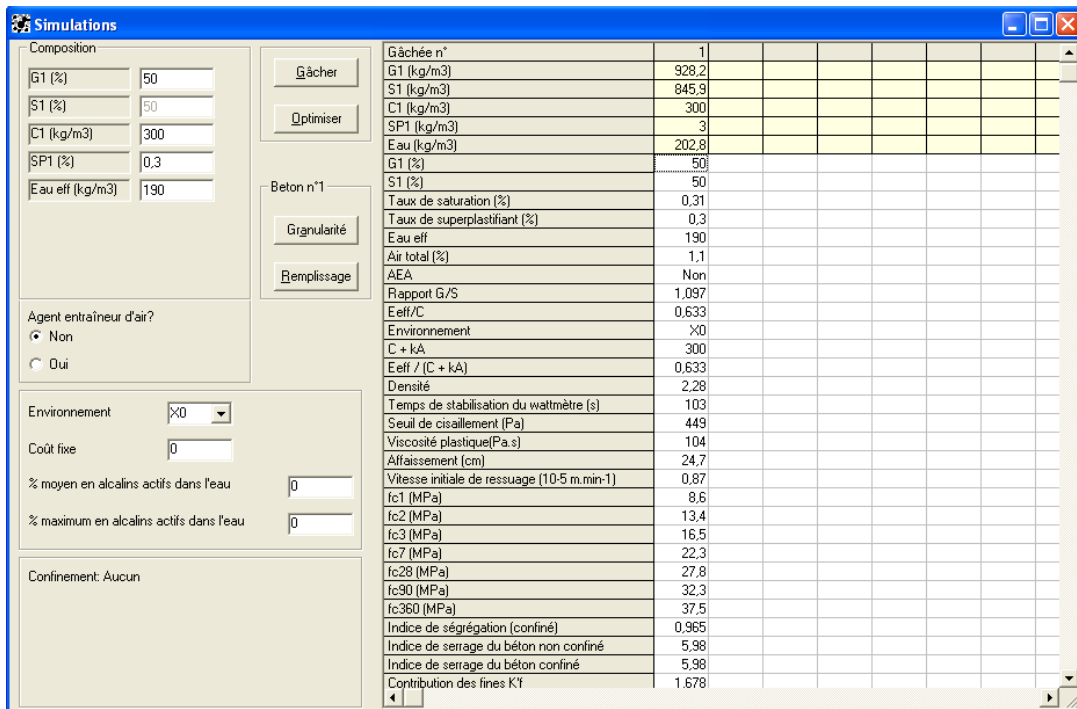 Simulations
Composition
G1 (%) 50
S1 (%) 50
C1 (kg/m3) 300
SP1 (%) 0,3
Eau eff (kg/m3) 190
Agent entraîneur d'air?
Non
Oui
Environnement X0
Coût fixe 0
% moyen en alcalins actifs dans l'eau 0
% maximum en alcalins actifs dans l'eau 0
Confinement: Aucun
Gâcher
Optimiser
Beton n°1
Granularité
Remplissage
Gâchée n° 1
G1 (kg/m3) 928,2
S1 (kg/m3) 845,9
C1 (kg/m3) 300
SP1 (kg/m3) 3
Eau (kg/m3) 202,8
G1 (%) 50
S1 (%) 50
Taux de saturation (%) 0,31
Taux de superplastifiant (%) 0,3
Eau eff 190
Air total (%) 1,1
AEA Non
Rapport G/S 1,097
Eeff/C 0,633
Environnement X0
C + kA 300
Eeff / (C + kA) 0,633
Densité 2,28
Temps de stabilisation du wattmètre (s) 103
Seuil de cisaillement (Pa) 449
Viscosité plastique(Pa.s) 104
Affaissement (cm) 24,7
Vitesse initiale de ressuage (10-5 m.min-1) 0,87
fc1 (MPa) 8,6
fc2 (MPa) 13,4
fc3 (MPa) 16,5
fc7 (MPa) 22,3
fc28 (MPa) 27,8
fc90 (MPa) 32,3
fc360 (MPa) 37,5
Indice de ségrégation (confiné) 0,965
Indice de serrage du béton non confiné 5,98
Indice de serrage du béton confiné 5,98
Contribution des fines K'f 1,678